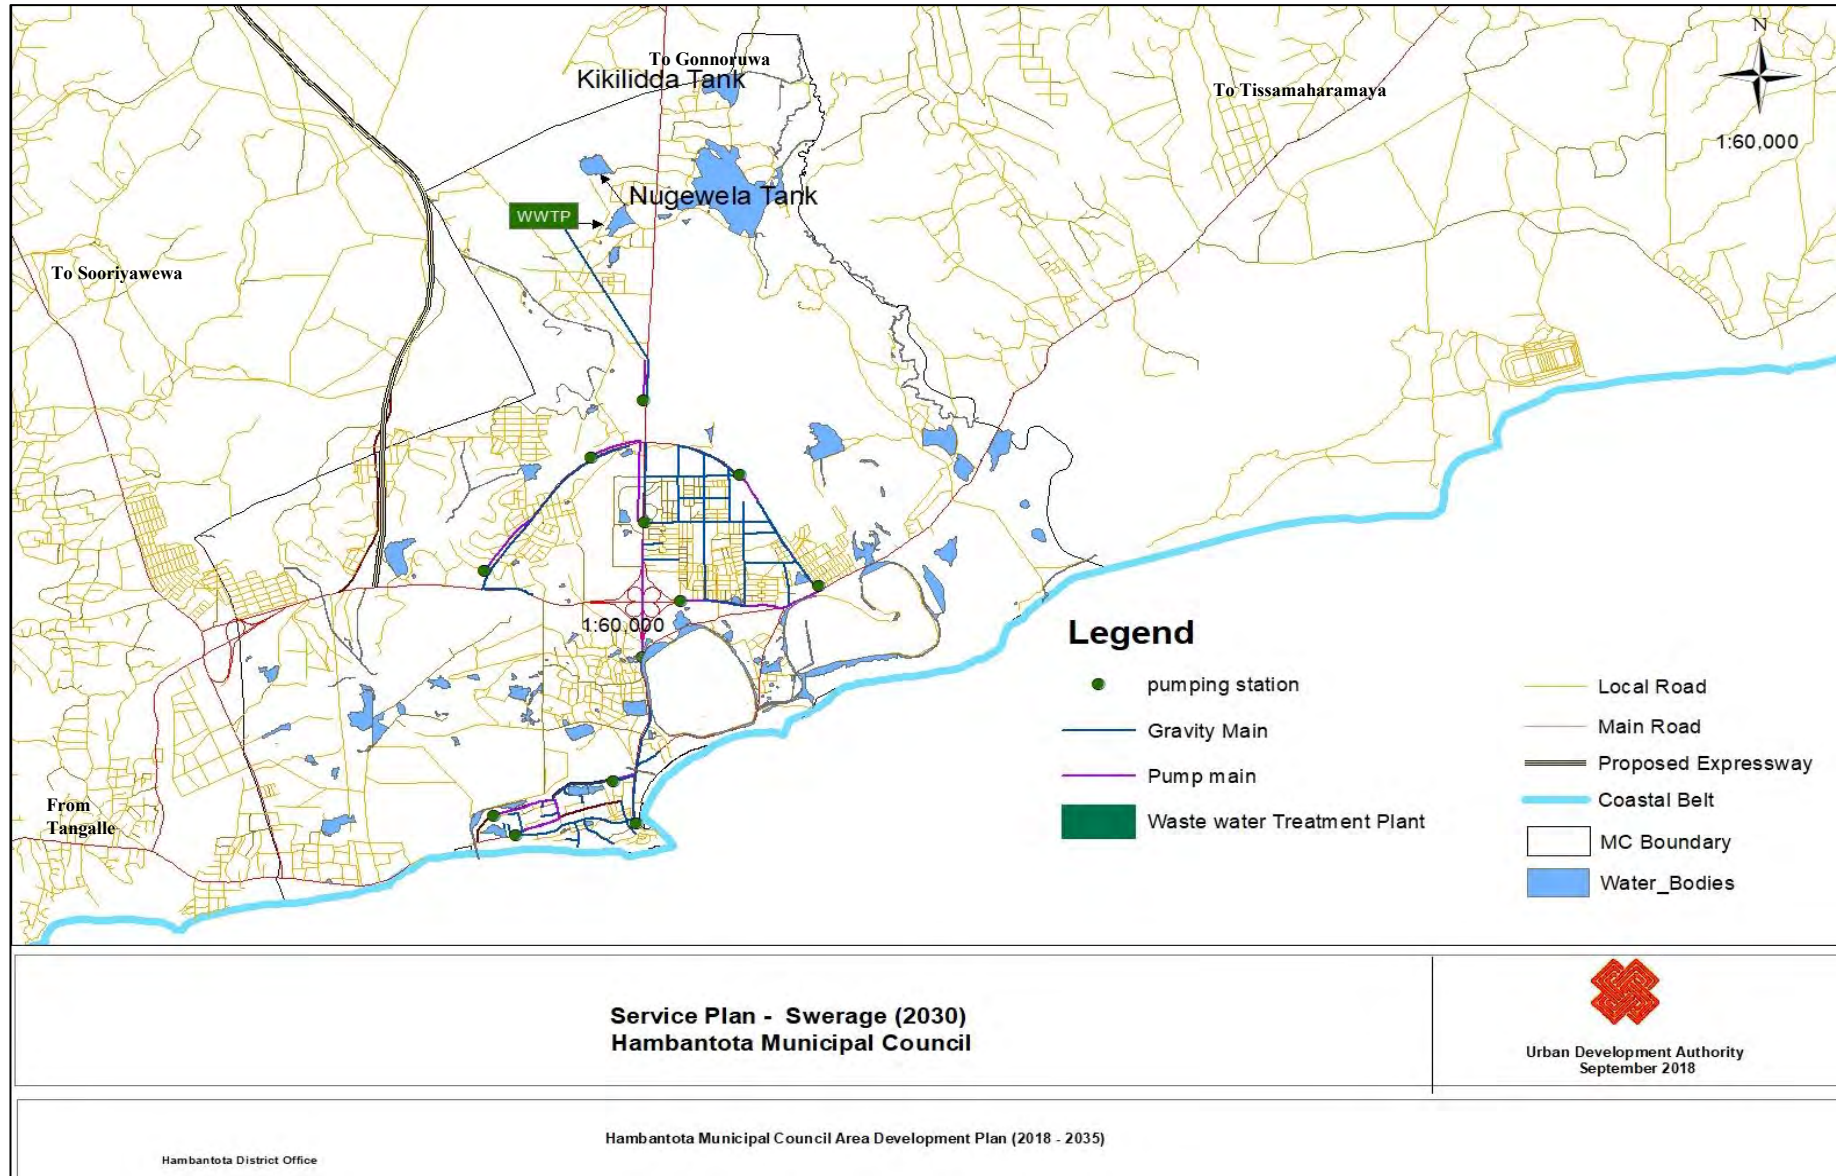 N
To Gonnoruwa
Kikilidda Tank
To Tissamaharamaya
1:60,000
Nugewela Tank
WWTP
To Sooriyawewa
1:60,000
From
Tangalle
Legend
pumping station
Gravity Main
Pump main
Waste water Treatment Plant
Local Road
Main Road
Proposed Expressway
Coastal Belt
MC Boundary
Water_Bodies
Service Plan - Swerage (2030)
Hambantota Municipal Council
Urban Development Authority
September 2018
Hambantota Municipal Council Area Development Plan (2018 - 2035)
Hambantota District Office